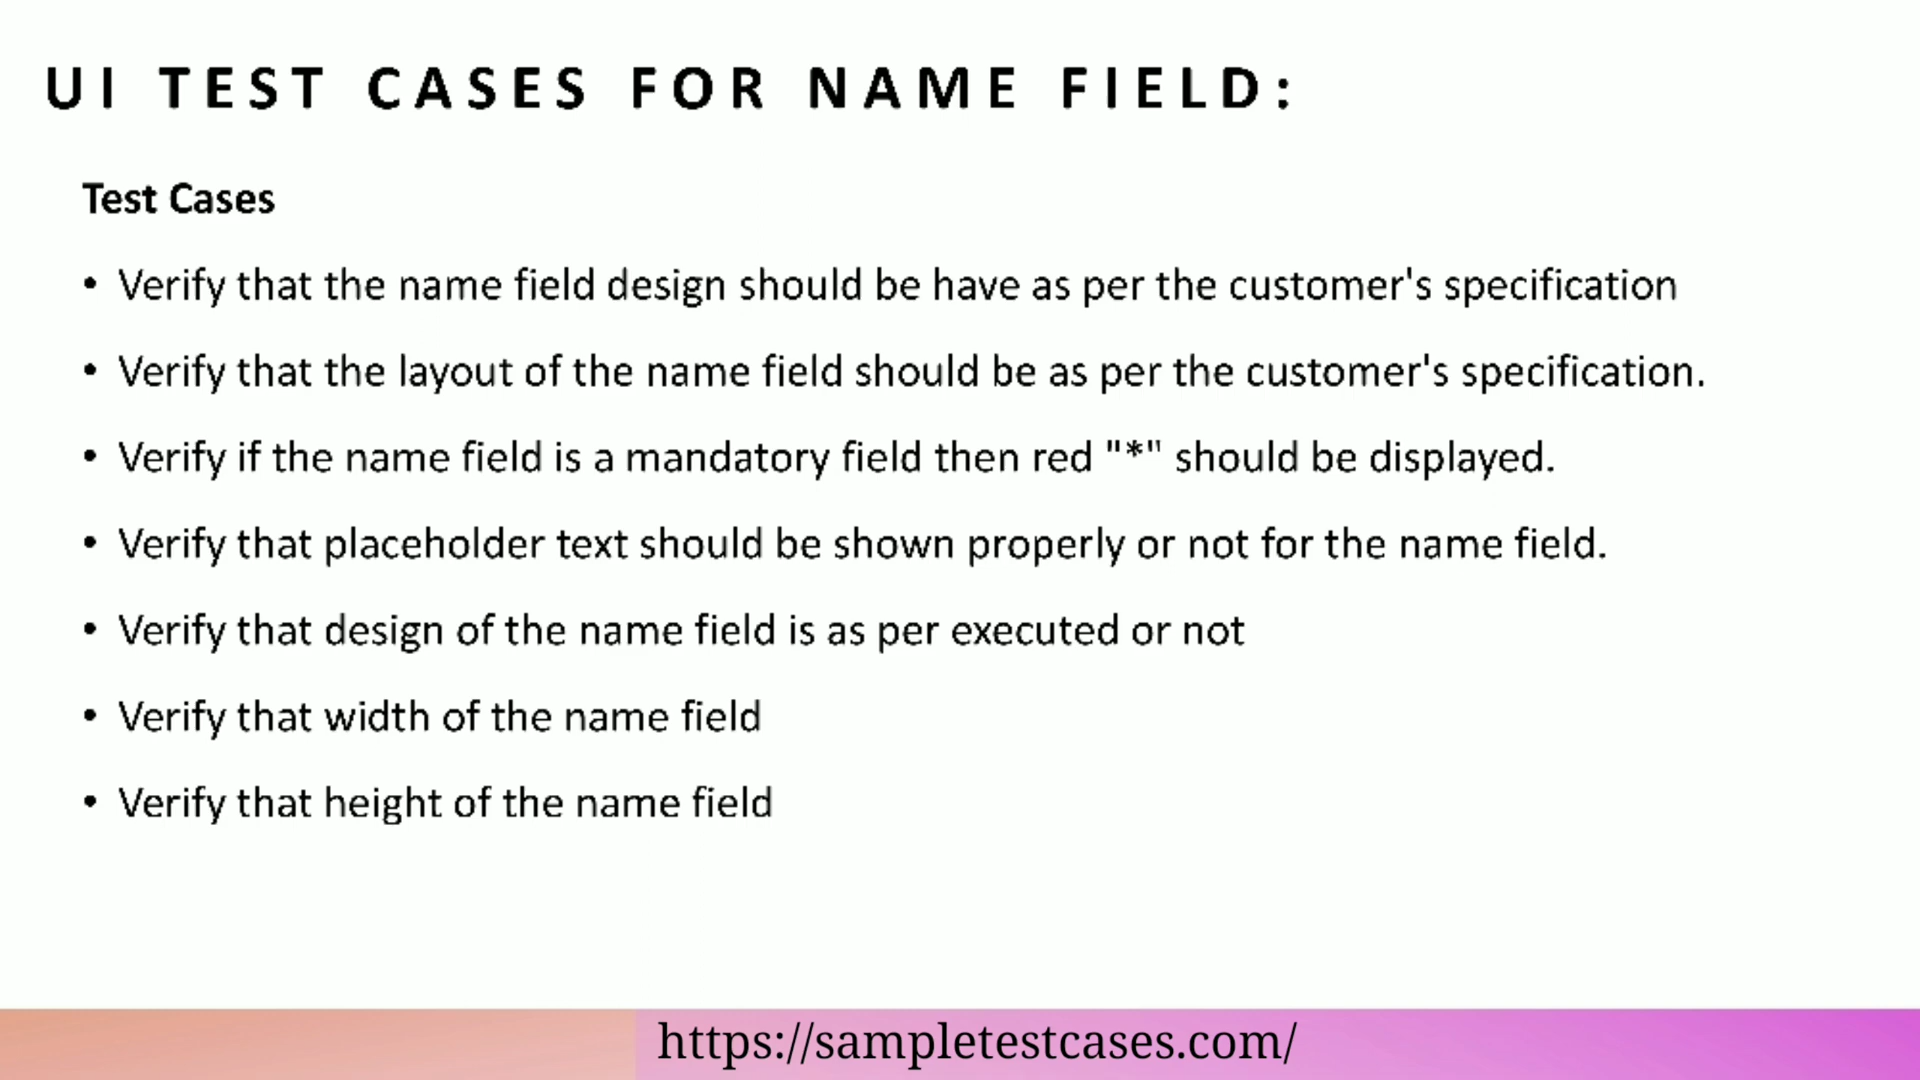 UI TEST CASES FOR NAME FIELD:
Test Cases
• Verify that the name field design should be have as per the customer's specification
• Verify that the layout of the name field should be as per the customer's specification.
• Verify if the name field is a mandatory field then red "*" should be displayed.
• Verify that placeholder text should be shown properly or not for the name field.
• Verify that design of the name field is as per executed or not
• Verify that width of the name field
• Verify that height of the name field
https://sampletestcases.com/